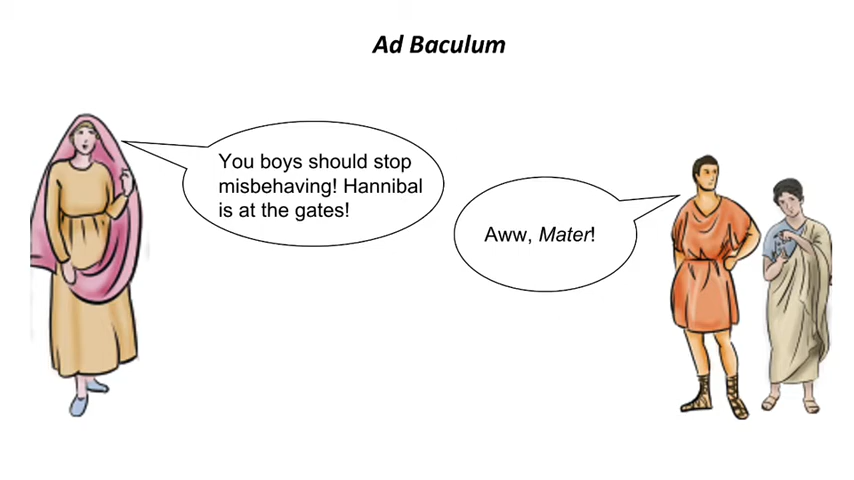 Ad Baculum
You boys should stop
misbehaving! Hannibal
is at the gates!
Aww, Mater!